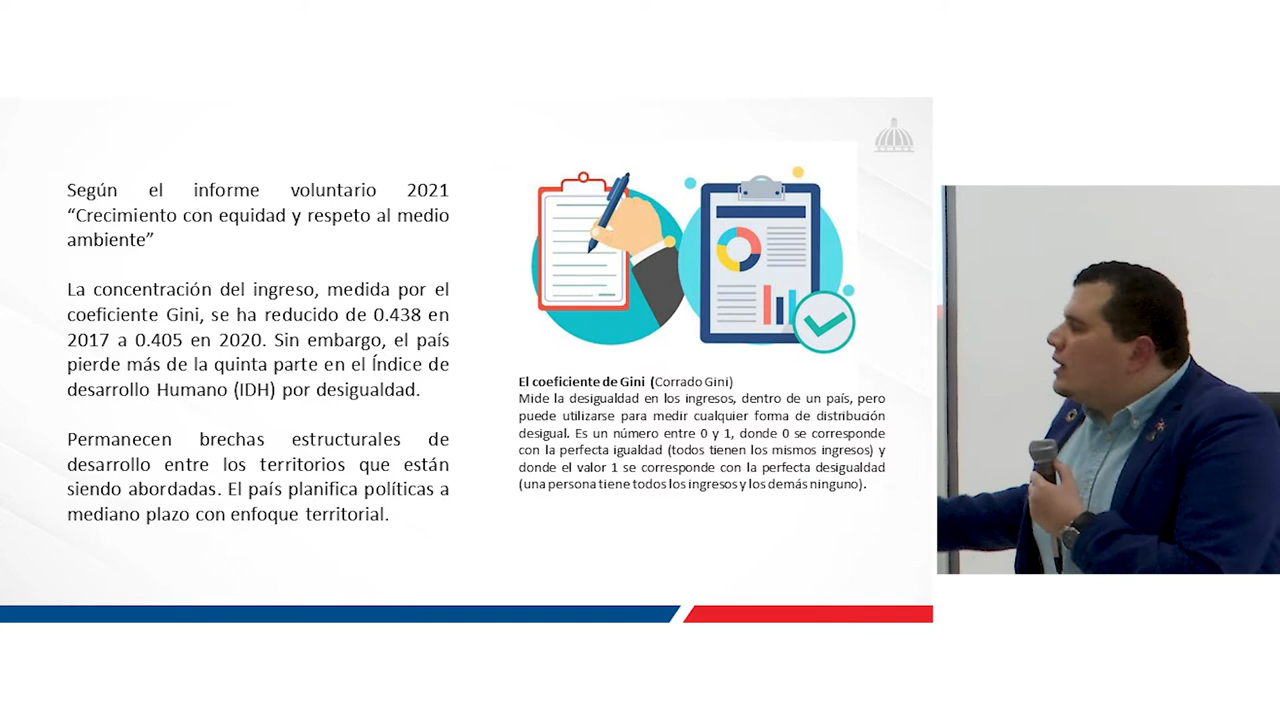 Según el informe voluntario 2021
“Crecimiento con equidad y respeto al medio
ambiente”
La concentración del ingreso, medida por el
coeficiente Gini, se ha reducido de 0.438 en
2017 a 0.405 en 2020. Sin embargo, el país
pierde más de la quinta parte en el Índice de
desarrollo Humano (IDH) por desigualdad.
Permanecen brechas estructurales de
desarrollo entre los territorios que están
siendo abordadas. El país planifica políticas a
mediano plazo con enfoque territorial.
El coeficiente de Gini (Corrado Gini)
Mide la desigualdad en los ingresos, dentro de un país, pero
puede utilizarse para medir cualquier forma de distribución
desigual. Es un número entre 0 y 1, donde 0 se corresponde
con la perfecta igualdad (todos tienen los mismos ingresos) y
donde el valor 1 se corresponde con la perfecta desigualdad
(una persona tiene todos los ingresos y los demás ninguno).